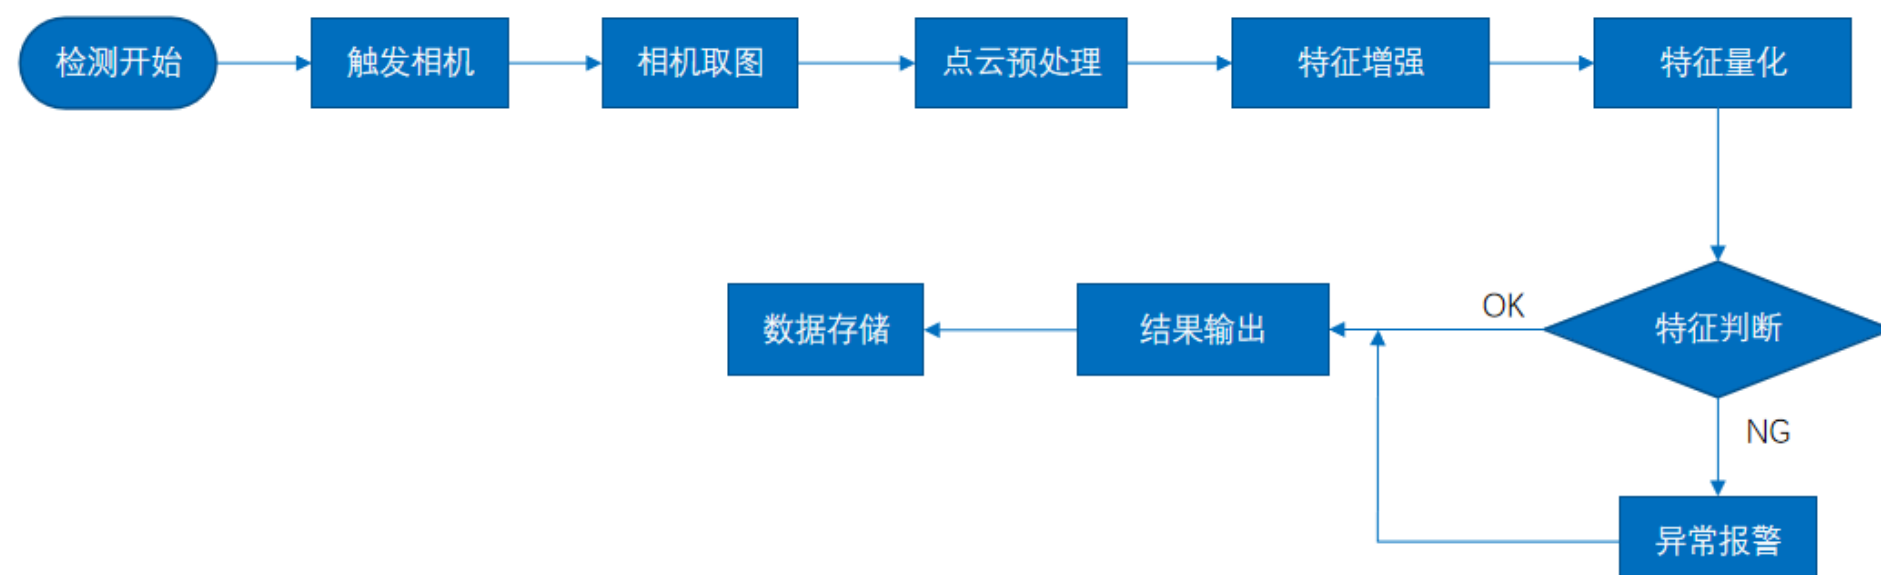 检测开始
触发相机
相机取图
点云预处理
特征增强
特征量化
数据存储
结果输出
OK
特征判断
NG
异常报警